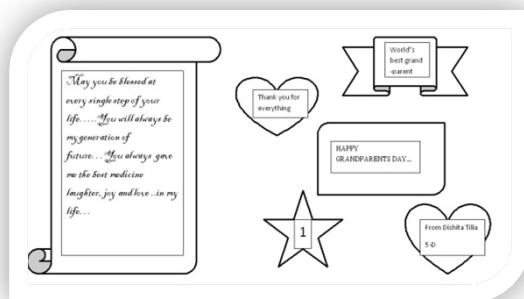 May you be blessed at
every single step of your
life.....You will always be
my generation of
future... You always gave
me the best medicine
laughter, joy and love ..in my
life...
Thank you for
everything
World's
best grand
-parent
HAPPY
GRANDPARENTS DAY...
1
From Dishita Tilia
5-D